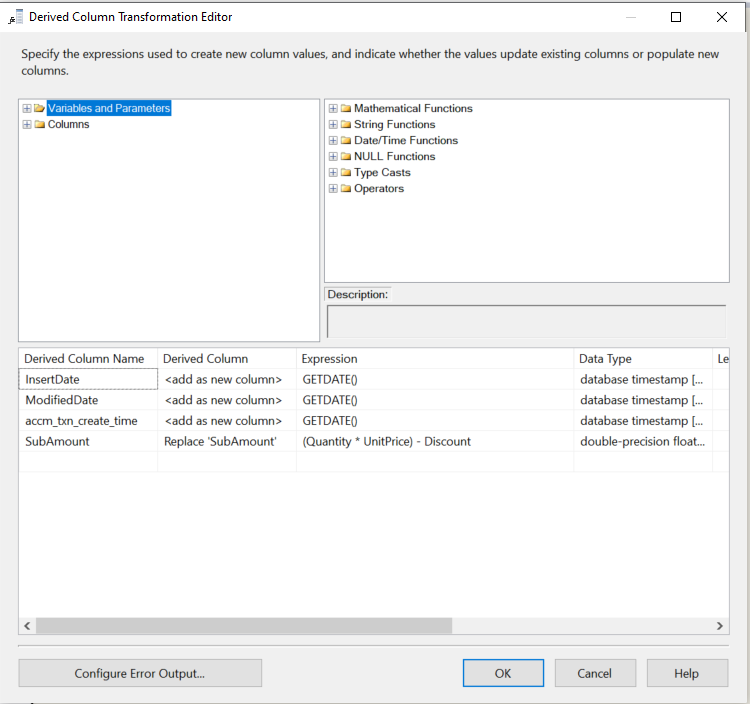 Derived Column Transformation Editor
Specify the expressions used to create new column values, and indicate whether the values update existing columns or populate new
columns.
Variables and Parameters
Columns
Mathematical Functions
String Functions
Date/Time Functions
NULL Functions
Type Casts
Operators
Description:
Derived Column Name Derived Column Expression Data Type Le
InsertDate <add as new column> GETDATE() database timestamp [...
ModifiedDate <add as new column> GETDATE() database timestamp [...
accm_txn_create_time <add as new column> GETDATE() database timestamp [...
SubAmount Replace 'SubAmount' (Quantity * UnitPrice) - Discount double-precision float...
Configure Error Output... OK Cancel Help